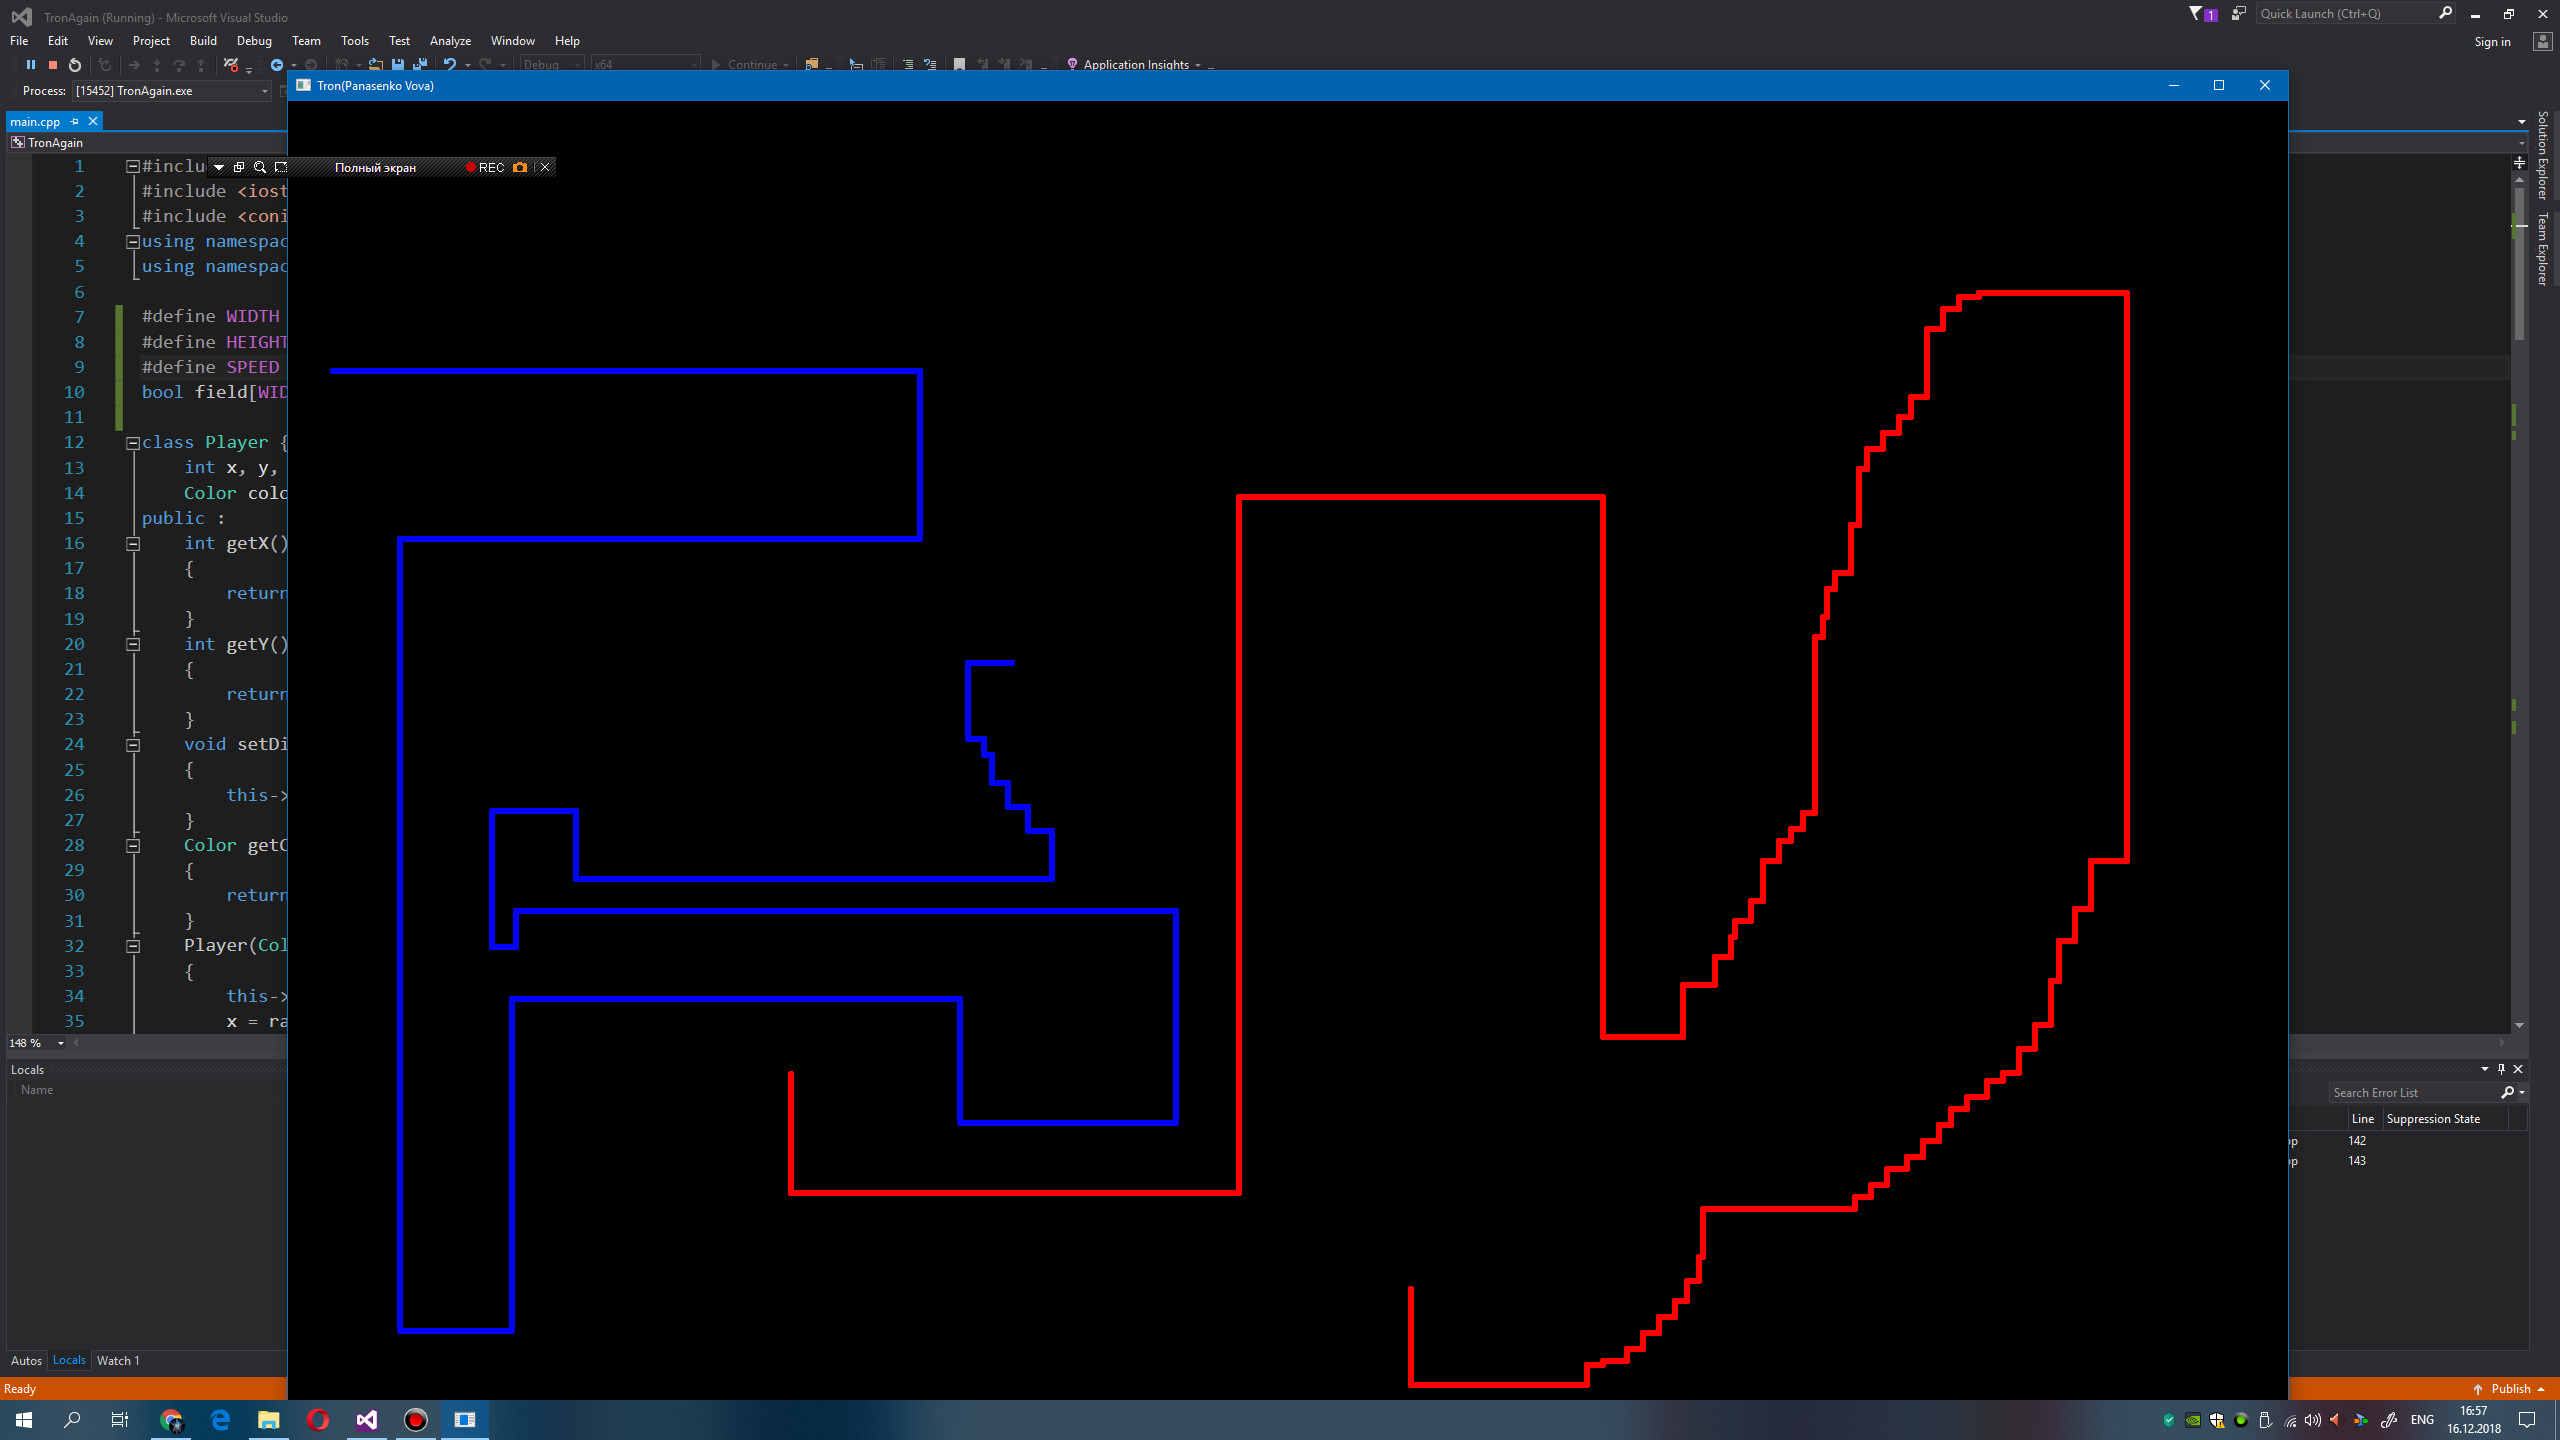 TronAgain (Running) - Microsoft Visual Studio
1
Quick Launch (Ctrl+Q)
File Edit View Project Build Debug Team Tools Test Analyze Window Help
Sign in
Debug x64 Continue Application Insights
Process: [15452] TronAgain.exe
Tron(Panasenko Vova)
main.cpp
TronAgain
Полный экран REC
1 #inclu
2 #include <iost
3 #include <coni
4 using namespac
5 using namespac
6
7 #define WIDTH
8 #define HEIGHT
9 #define SPEED
10 bool field[WID
11
12 class Player {
13 int x, y,
14 Color colo
15 public :
16 int getX()
17 {
18 return
19 }
20 int getY()
21 {
22 return
23 }
24 void setDi
25 {
26 this->
27 }
28 Color getC
29 {
30 return
31 }
32 Player(Col
33 {
34 this->
35 x = ra
Solution Explorer
Team Explorer
148 %
Locals
Name
Search Error List
Line Suppression State
pp 142
pp 143
Autos Locals Watch 1
Ready
Publish
ENG
16:57
16.12.2018